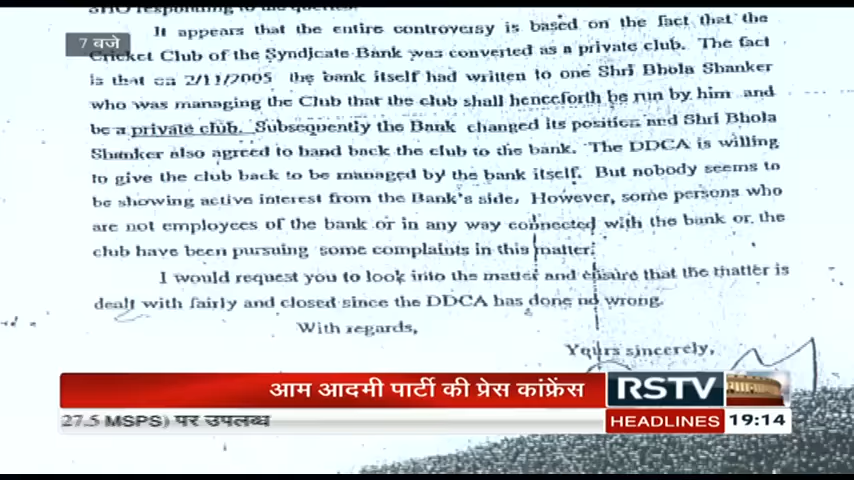 SHO responding to the queries.
It appears that the entire controversy is based on the fact that the
7 बजे
Cricket Club of the Syndicate Bank was converted as a private club. The fact
is that on 2/11/2005 the bank itself had written to one Shri Bhola Shanker
who was managing the Club that the club shall henceforth be run by him and
be a private club. Subsequently the Bank changed its position and Shri Bhola
Shanker also agreed to hand back the club to the bank. The DDCA is willing
to give the club back to be managed by the bank itself. But nobody seems to
be showing active interest from the Bank's side. However, some persons who
are not employees of the bank or in any way connected with the bank or the
club have been pursuing some complaints in this matter.
I would request you to look into the matter and ensure that the matter is
dealt with fairly and closed since the DDCA has done no wrong.
With regards,
Yours sincerely,
आम आदमी पार्टी की प्रेस कांफ्रेंस
RSTV
27.5 MSPS) पर उपलब्ध
HEADLINES
19:14